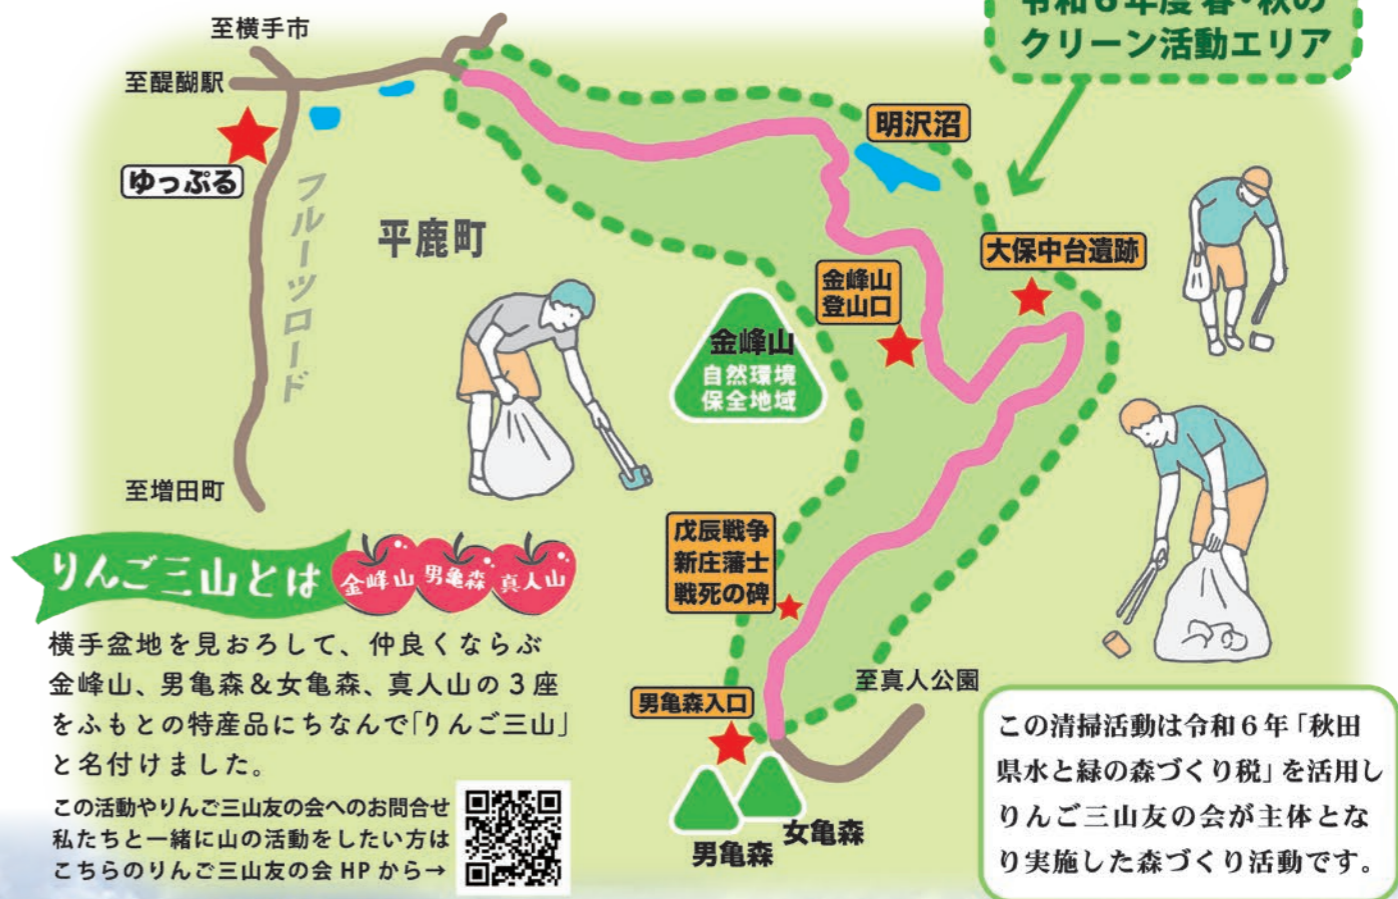 令和6年度 春・秋の
クリーン活動エリア
至横手市
至醍醐駅
ゆっぷる
フルーツロード
平鹿町
至増田町
明沢沼
大保中台遺跡
金峰山
登山口
金峰山
自然環境
保全地域
戊辰戦争
新庄藩士
戦死の碑
男亀森入口
至真人公園
男亀森
女亀森
りんご三山とは
金峰山
男亀森
真人山
横手盆地を見おろして、仲良くならぶ
金峰山、男亀森＆女亀森、真人山の3座
をふもとの特産品にちなんで「りんご三山」
と名付けました。
この活動やりんご三山友の会へのお問合せ
私たちと一緒に山の活動をしたい方は
こちらのりんご三山友の会 HP から→
この清掃活動は令和6年「秋田
県水と緑の森づくり税」を活用し
りんご三山友の会が主体とな
り実施した森づくり活動です。